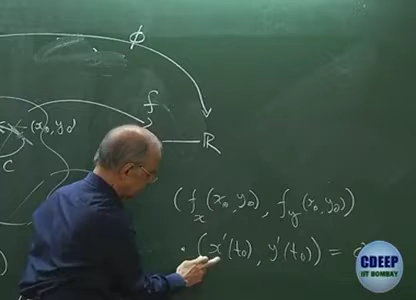 ϕ
f
(x₀, y₀)
ℝ
C
(f_x(x₀, y₀), f_y(x₀, y₀))
· (x'(t₀), y'(t₀)) =
)
CDEEP
IIT BOMBAY